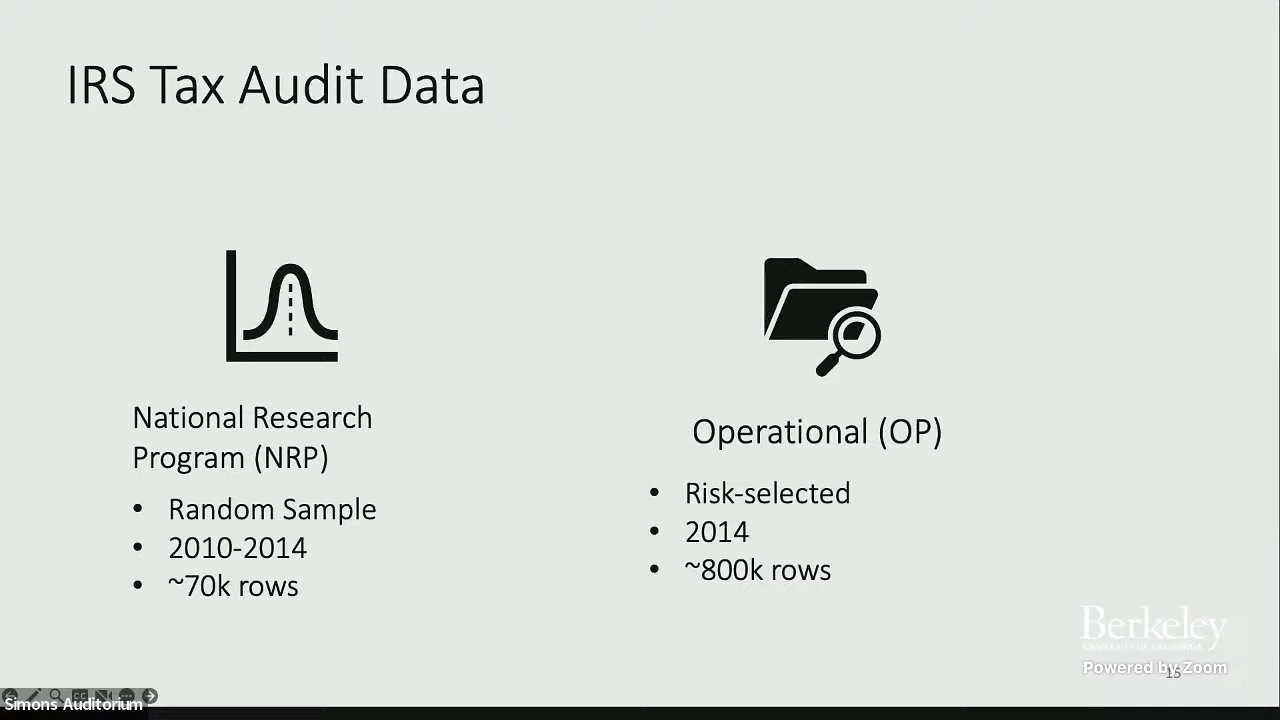 IRS Tax Audit Data
National Research
Program (NRP)
• Random Sample
• 2010-2014
• ~70k rows
Operational (OP)
• Risk-selected
• 2014
• ~800k rows
Berkeley
UNIVERSITY OF CALIFORNIA
Powered by Zoom
15
Simons Auditorium